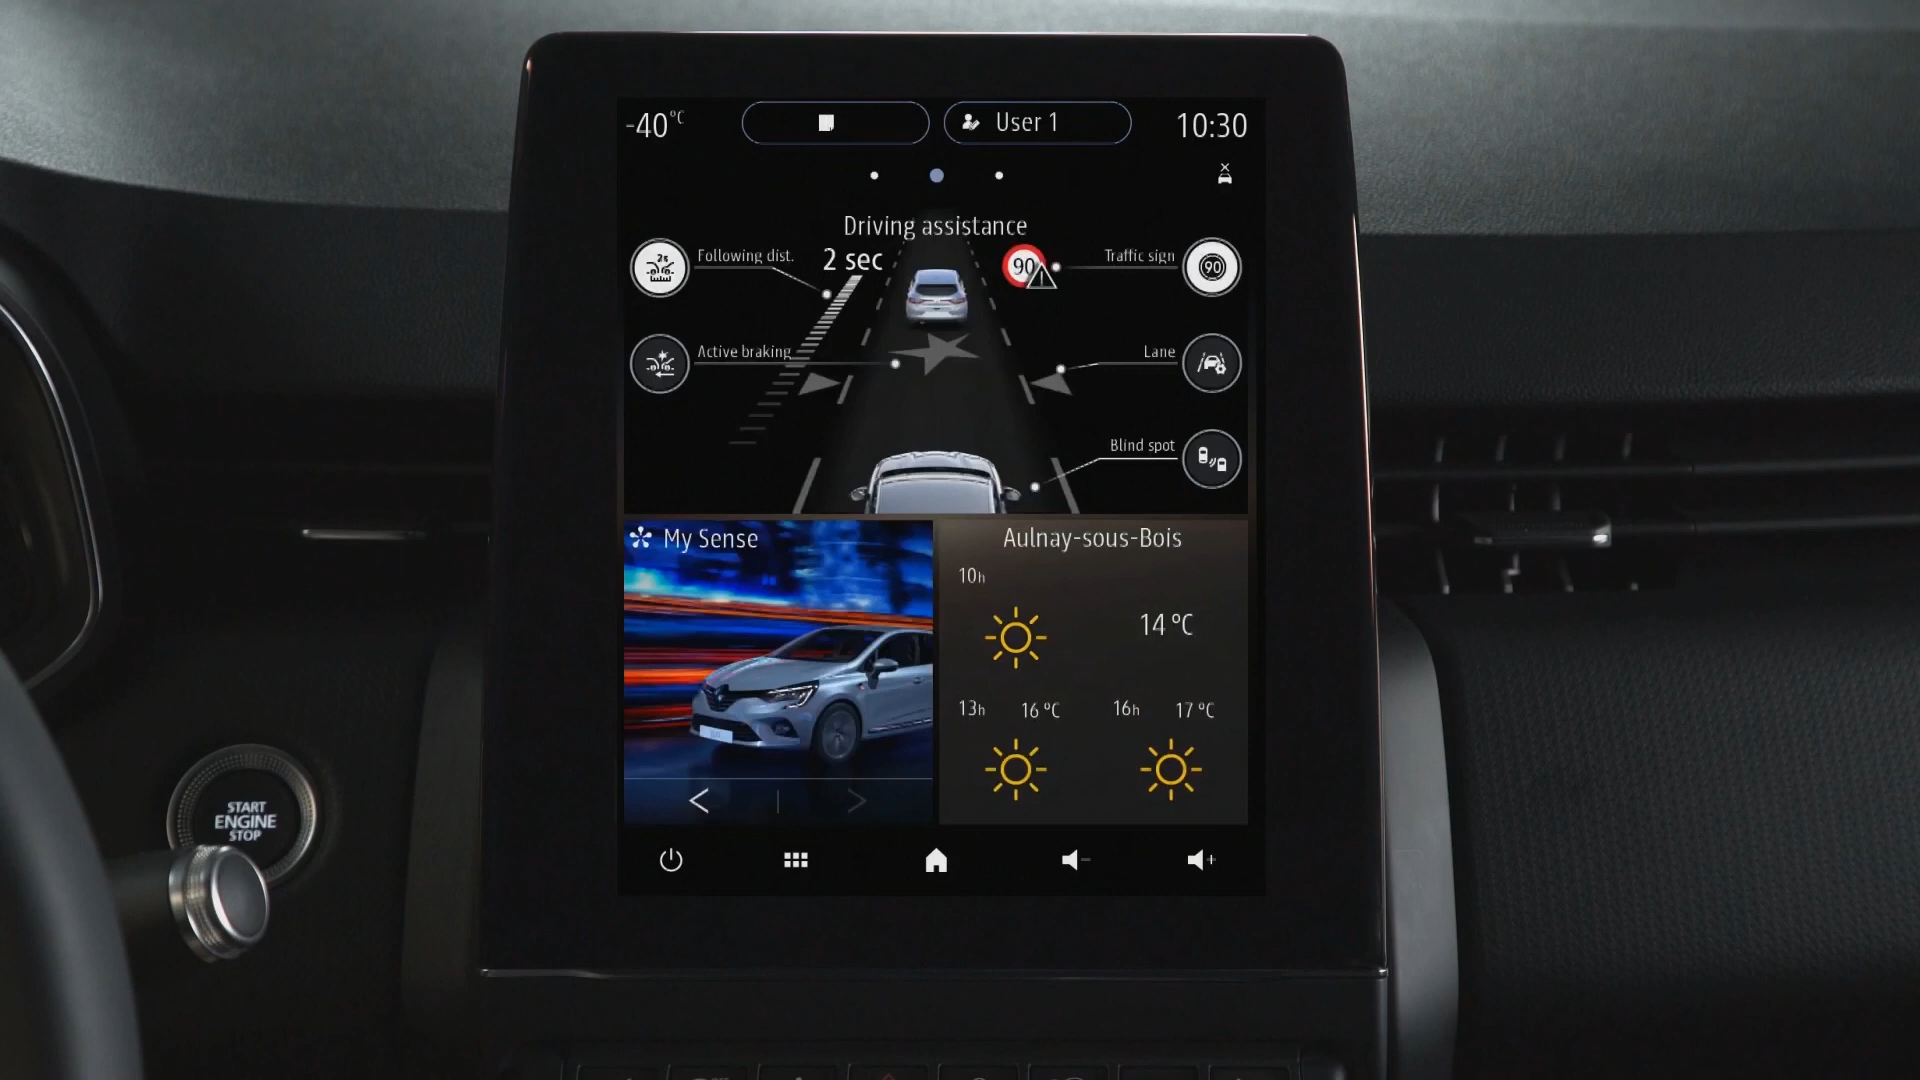 -40°C
User 1
10:30
Driving assistance
Following dist.
2 sec
90
Traffic sign
2s
90
Active braking
Lane
Blind spot
My Sense
Aulnay-sous-Bois
10h
14 °C
13h 16 °C 16h 17 °C
START
ENGINE
STOP